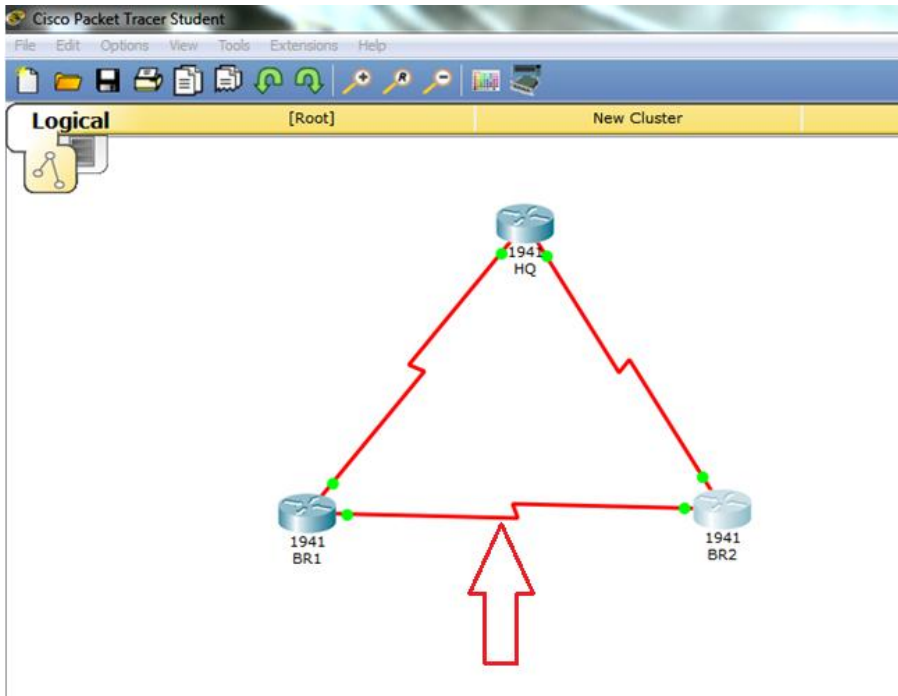 Cisco Packet Tracer Student
File Edit Options View Tools Extensions Help
R
Logical [Root] New Cluster
1941
HQ
1941
BR1
1941
BR2